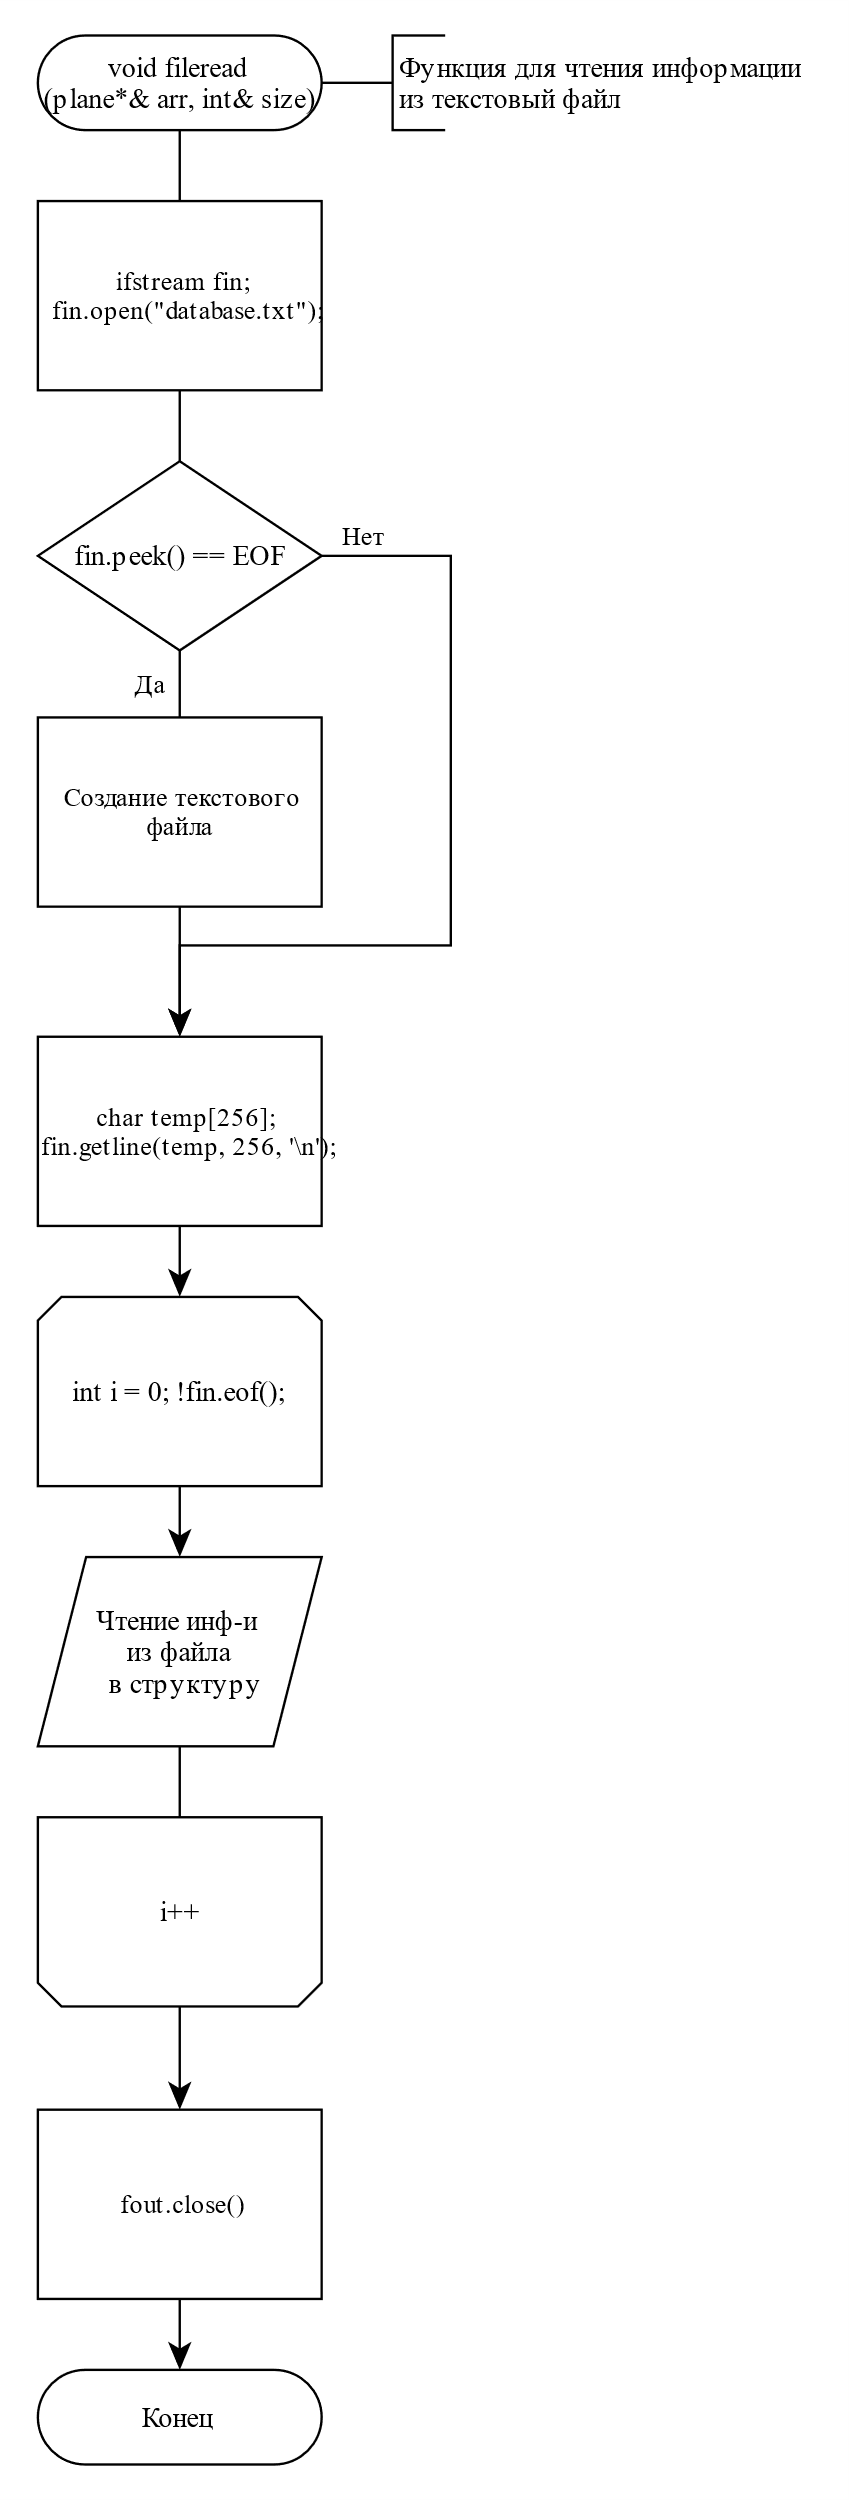 void fileread
(plane*& arr, int& size)
Функция для чтения информации
из текстовый файл
ifstream fin;
fin.open("database.txt");
fin.peek() == EOF
Нет
Да
Создание текстового
файла
char temp[256];
fin.getline(temp, 256, '\n');
int i = 0; !fin.eof();
Чтение инф-и
из файла
в структуру
i++
fout.close()
Конец